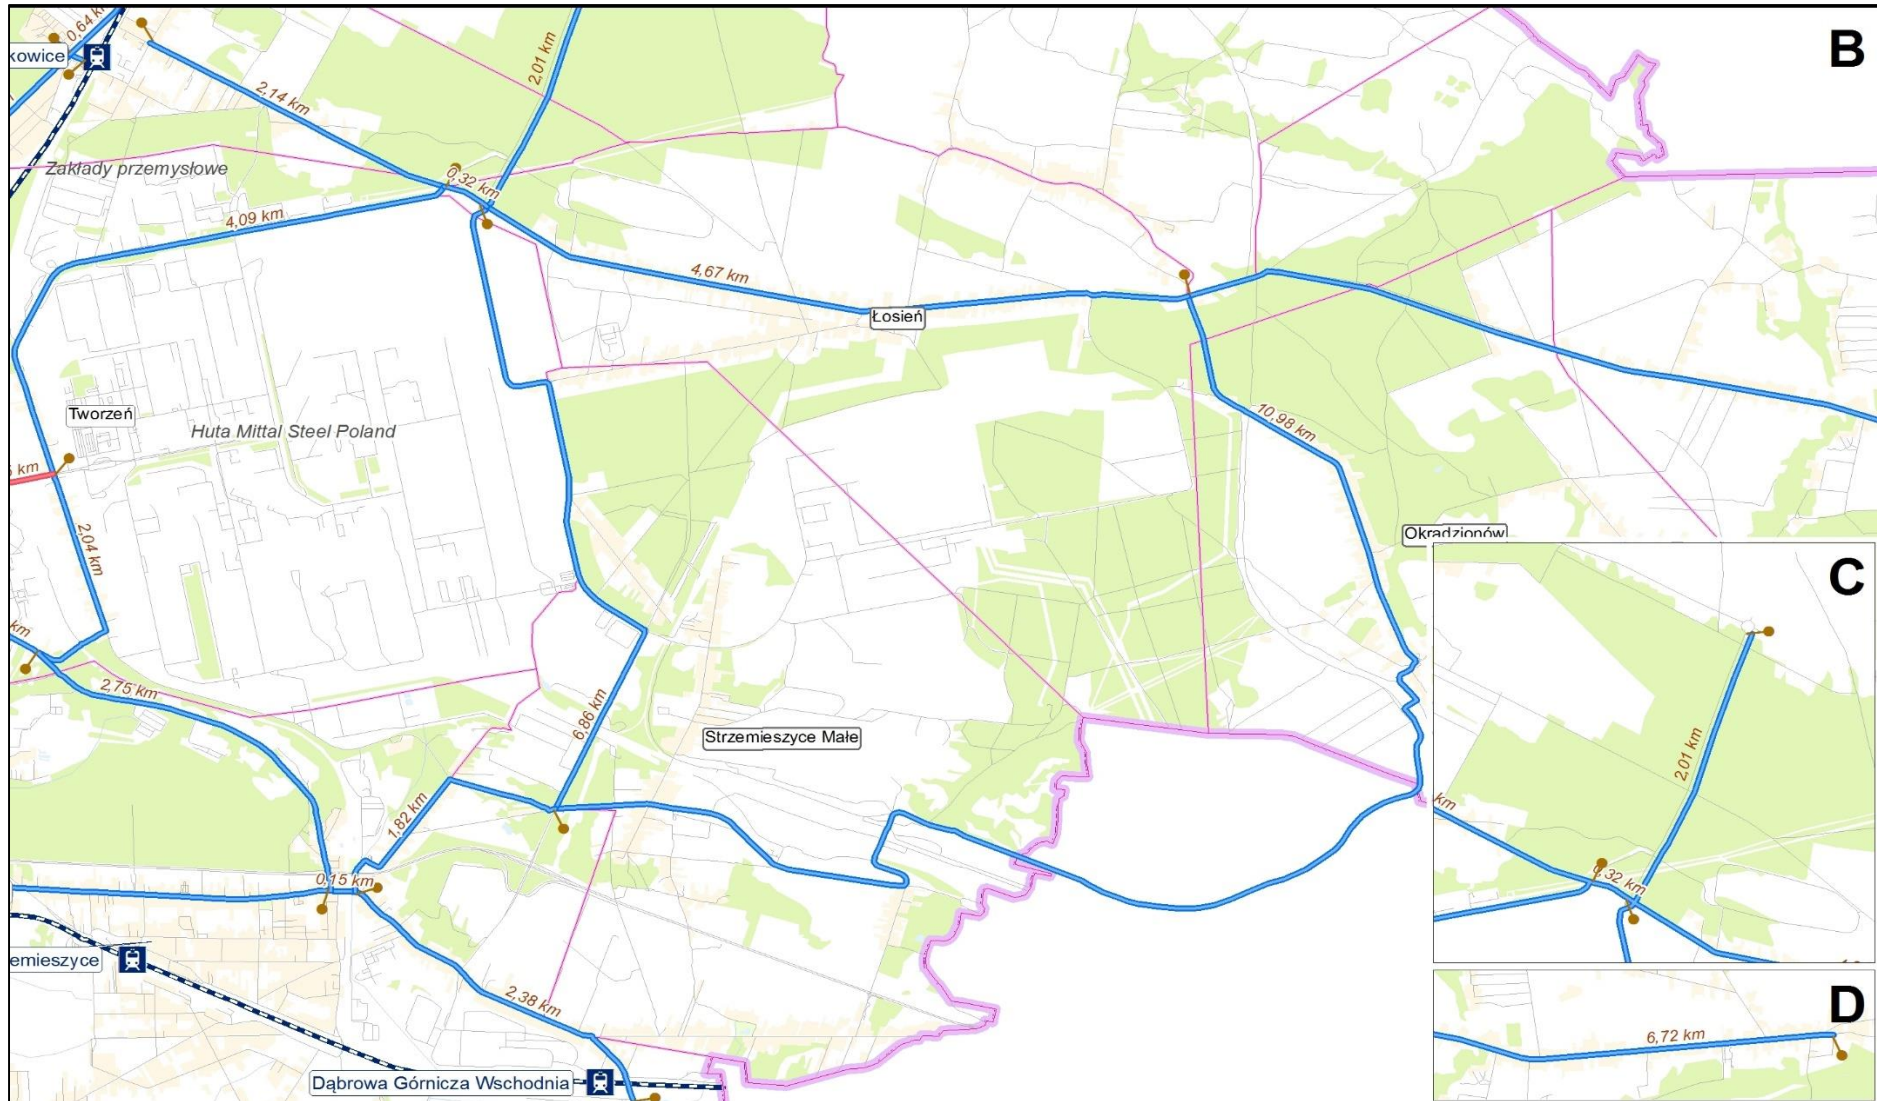 0,64 km
B
kowice
2,14 km
2,01 km
Zakłady przemysłowe
0,32 km
4,09 km
4,67 km
Łosień
Tworzeń
Huta Mittal Steel Poland
10,98 km
km
2,04 km
Okradzionów
C
km
2,75 km
6,86 km
Strzemieszyce Małe
2,01 km
1,82 km
km
0,32 km
0,15 km
emieszyce
D
2,38 km
6,72 km
Dąbrowa Górnicza Wschodnia